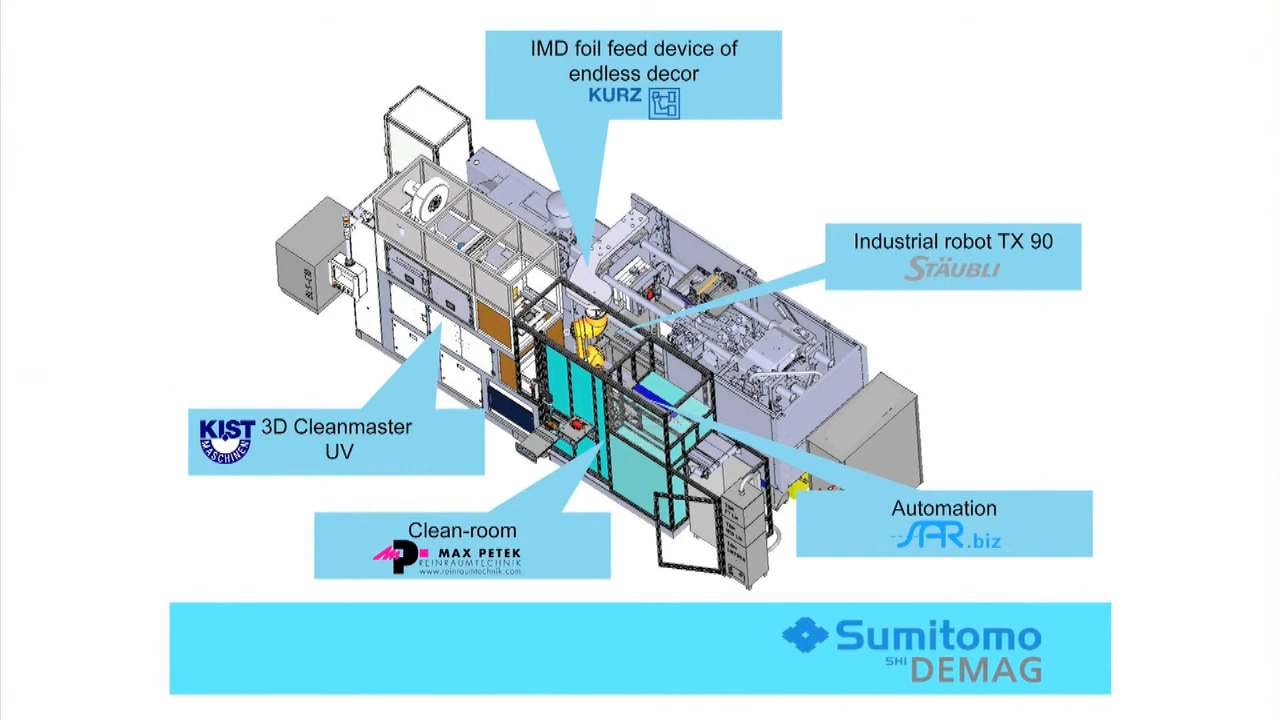 IMD foil feed device of
endless decor
KURZ
Industrial robot TX 90
STÄUBLI
KIST
MASCHINEN
3D Cleanmaster
UV
Clean-room
MAX PETEK
REINRAUMTECHNIK
www.reinraumtechnik.com
Automation
SAR.biz
Sumitomo
SHI DEMAG